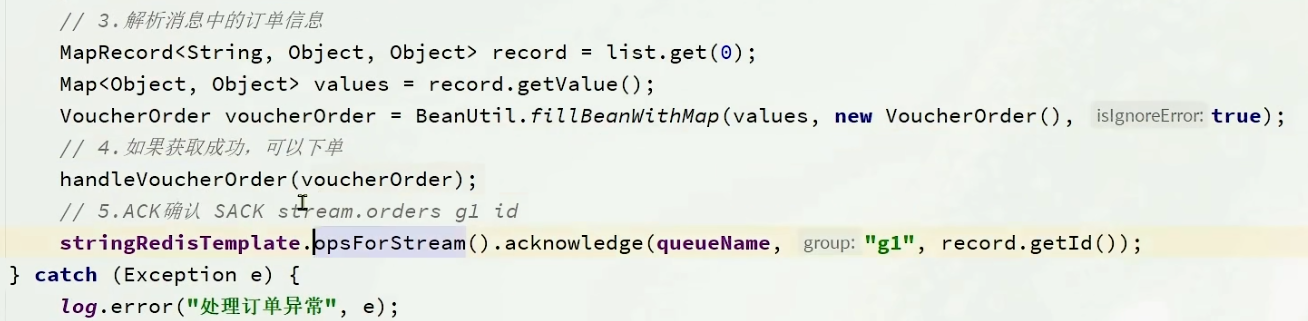 // 3.解析消息中的订单信息
MapRecord<String, Object, Object> record = list.get(0);
Map<Object, Object> values = record.getValue();
VoucherOrder voucherOrder = BeanUtil.fillBeanWithMap(values, new VoucherOrder(), isIgnoreError: true);
// 4.如果获取成功，可以下单
handleVoucherOrder(voucherOrder);
// 5.ACK确认 SACK stream.orders g1 id
stringRedisTemplate.opsForStream().acknowledge(queueName, group: "g1", record.getId());
} catch (Exception e) {
log.error("处理订单异常", e);